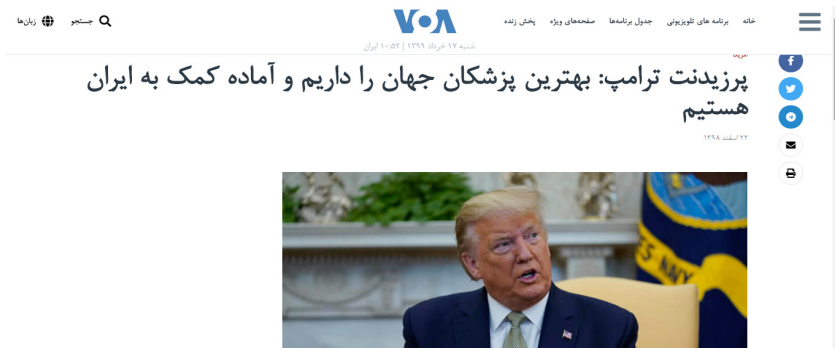 خانه برنامه های تلویزیونی جدول برنامه‌ها صفحه‌های ویژه پخش زنده
VOA
جستجو زبان‌ها
شنبه ۱۷ خرداد ۱۳۹۹ | ۱۰:۵۲ ایران
پرزیدنت ترامپ: بهترین پزشکان جهان را داریم و آماده کمک به ایران
هستیم
۲۲ اسفند ۱۳۹۸